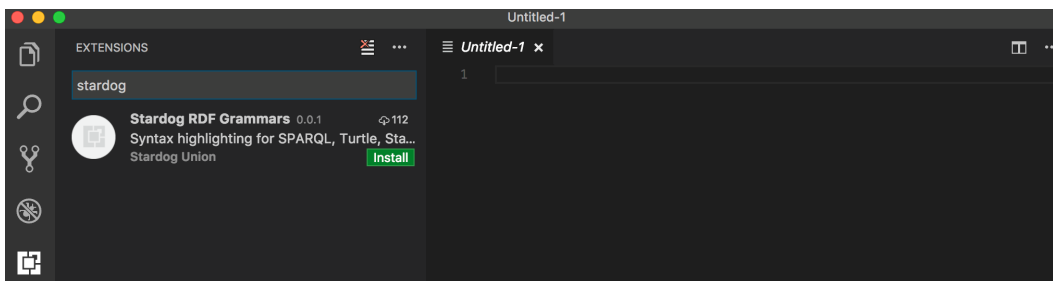 Untitled-1
EXTENSIONS
Untitled-1
stardog
1
Stardog RDF Grammars 0.0.1 112
Syntax highlighting for SPARQL, Turtle, Sta...
Stardog Union Install